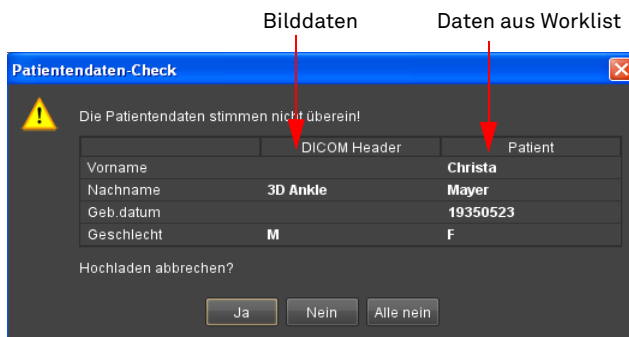 Bilddaten Daten aus Worklist
Patientendaten-Check
Die Patientendaten stimmen nicht überein!
DICOM Header Patient
Vorname Christa
Nachname 3D Ankle Mayer
Geb.datum 19350523
Geschlecht M F
Hochladen abbrechen?
Ja Nein Alle nein